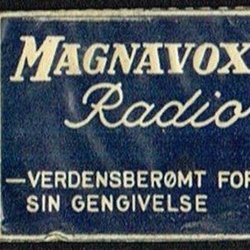 MAGNAVOX
Radio
—VERDENSBERØMT FOR
SIN GENGIVELSE